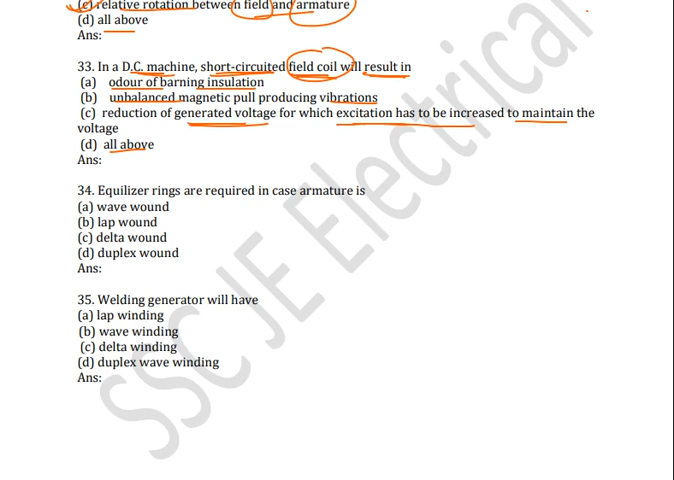 (c) relative rotation between field and armature
(d) all above
Ans:
33. In a D.C. machine, short-circuited field coil will result in
(a) odour of barning insulation
(b) unbalanced magnetic pull producing vibrations
(c) reduction of generated voltage for which excitation has to be increased to maintain the
voltage
(d) all above
Ans:
34. Equilizer rings are required in case armature is
(a) wave wound
(b) lap wound
(c) delta wound
(d) duplex wound
Ans:
35. Welding generator will have
(a) lap winding
(b) wave winding
(c) delta winding
(d) duplex wave winding
Ans:
SSC JE Electrical